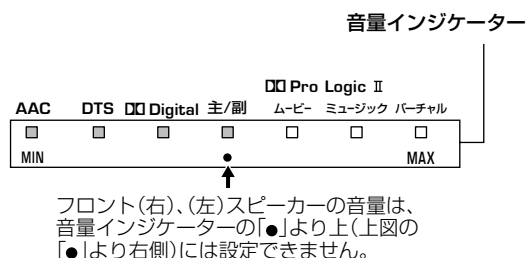 音量インジケーター
DD Pro Logic II
AAC DTS DD Digital 主/副 ムービー ミュージック バーチャル
MIN ● MAX
フロント(右)、(左)スピーカーの音量は、
音量インジケーターの「●」より上(上図の
「●」より右側)には設定できません。